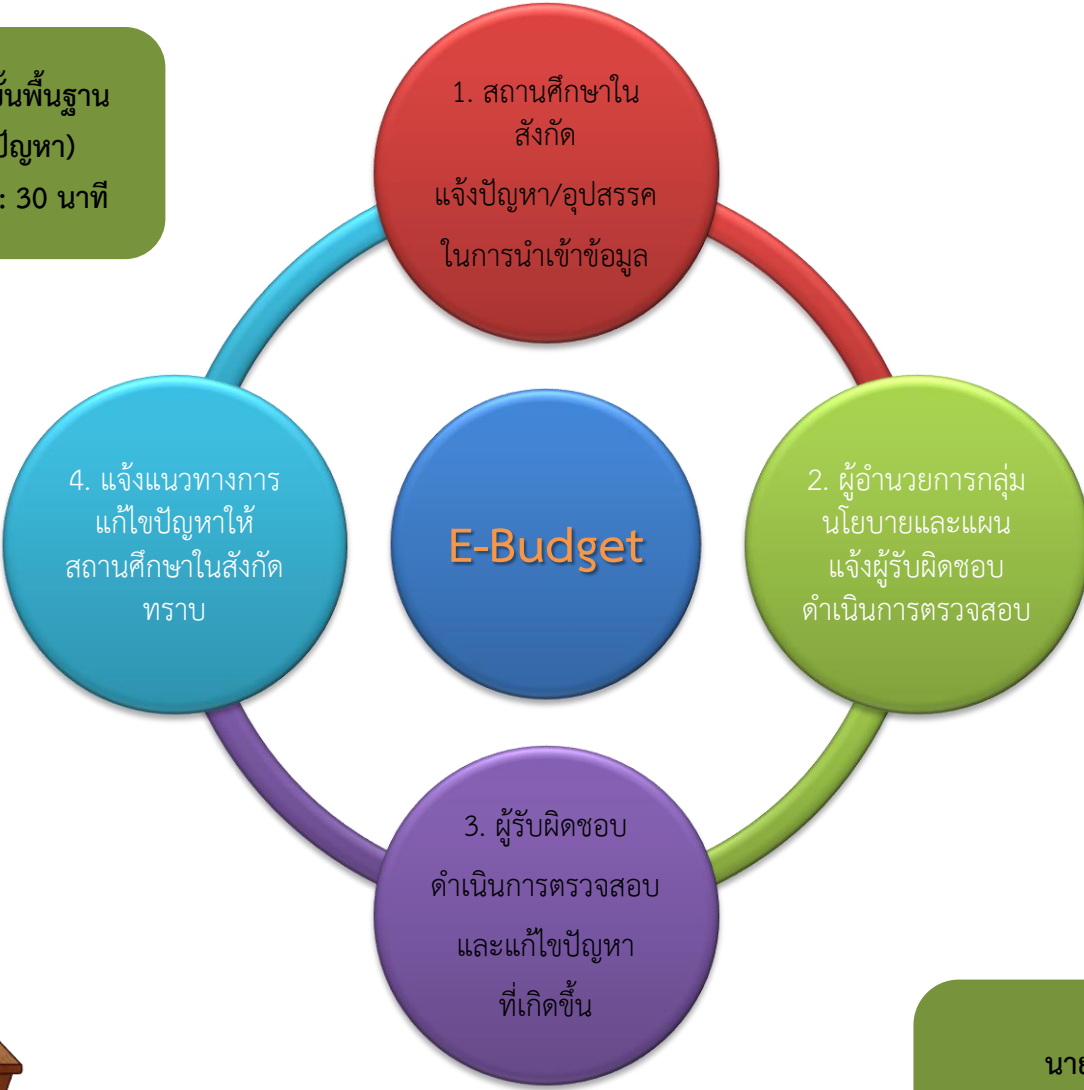 ั้นพื้นฐาน
ปัญหา)
: 30 นาที
1. สถานศึกษาใน
สังกัด
แจ้งปัญหา/อุปสรรค
ในการนำเข้าข้อมูล
2. ผู้อำนวยการกลุ่ม
นโยบายและแผน
แจ้งผู้รับผิดชอบ
ดำเนินการตรวจสอบ
E-Budget
4. แจ้งแนวทางการ
แก้ไขปัญหาให้
สถานศึกษาในสังกัด
ทราบ
3. ผู้รับผิดชอบ
ดำเนินการตรวจสอบ
และแก้ไขปัญหา
ที่เกิดขึ้น